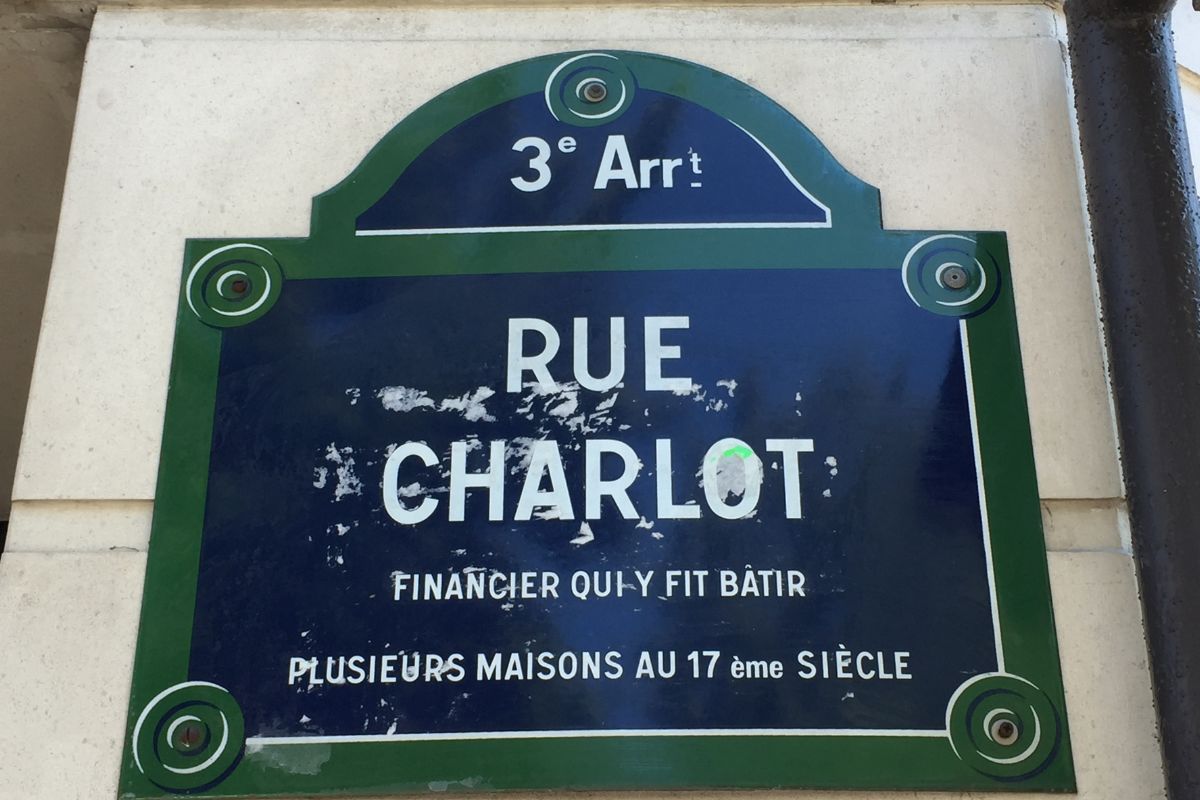 3e Arrt
RUE
CHARLOT
FINANCIER QUI Y FIT BÂTIR
PLUSIEURS MAISONS AU 17 ème SIÈCLE